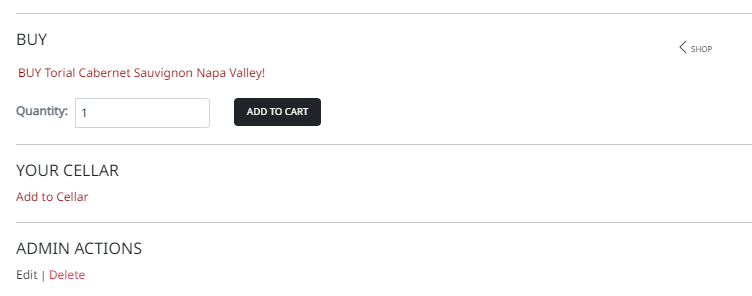 BUY
SHOP
BUY Torial Cabernet Sauvignon Napa Valley!
Quantity: 1 ADD TO CART
YOUR CELLAR
Add to Cellar
ADMIN ACTIONS
Edit | Delete